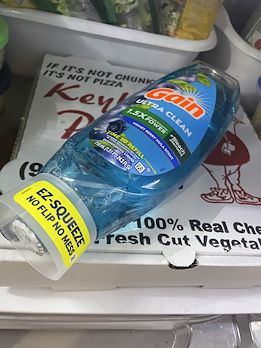 IF IT'S NOT CHUNK
IT'S NOT PIZZA
Key
Gain
ULTRA CLEAN
1.5X POWER
EZ-SQUEEZE
NO FLIP NO MESS
100% Real Che
Fresh Cut Vegetab